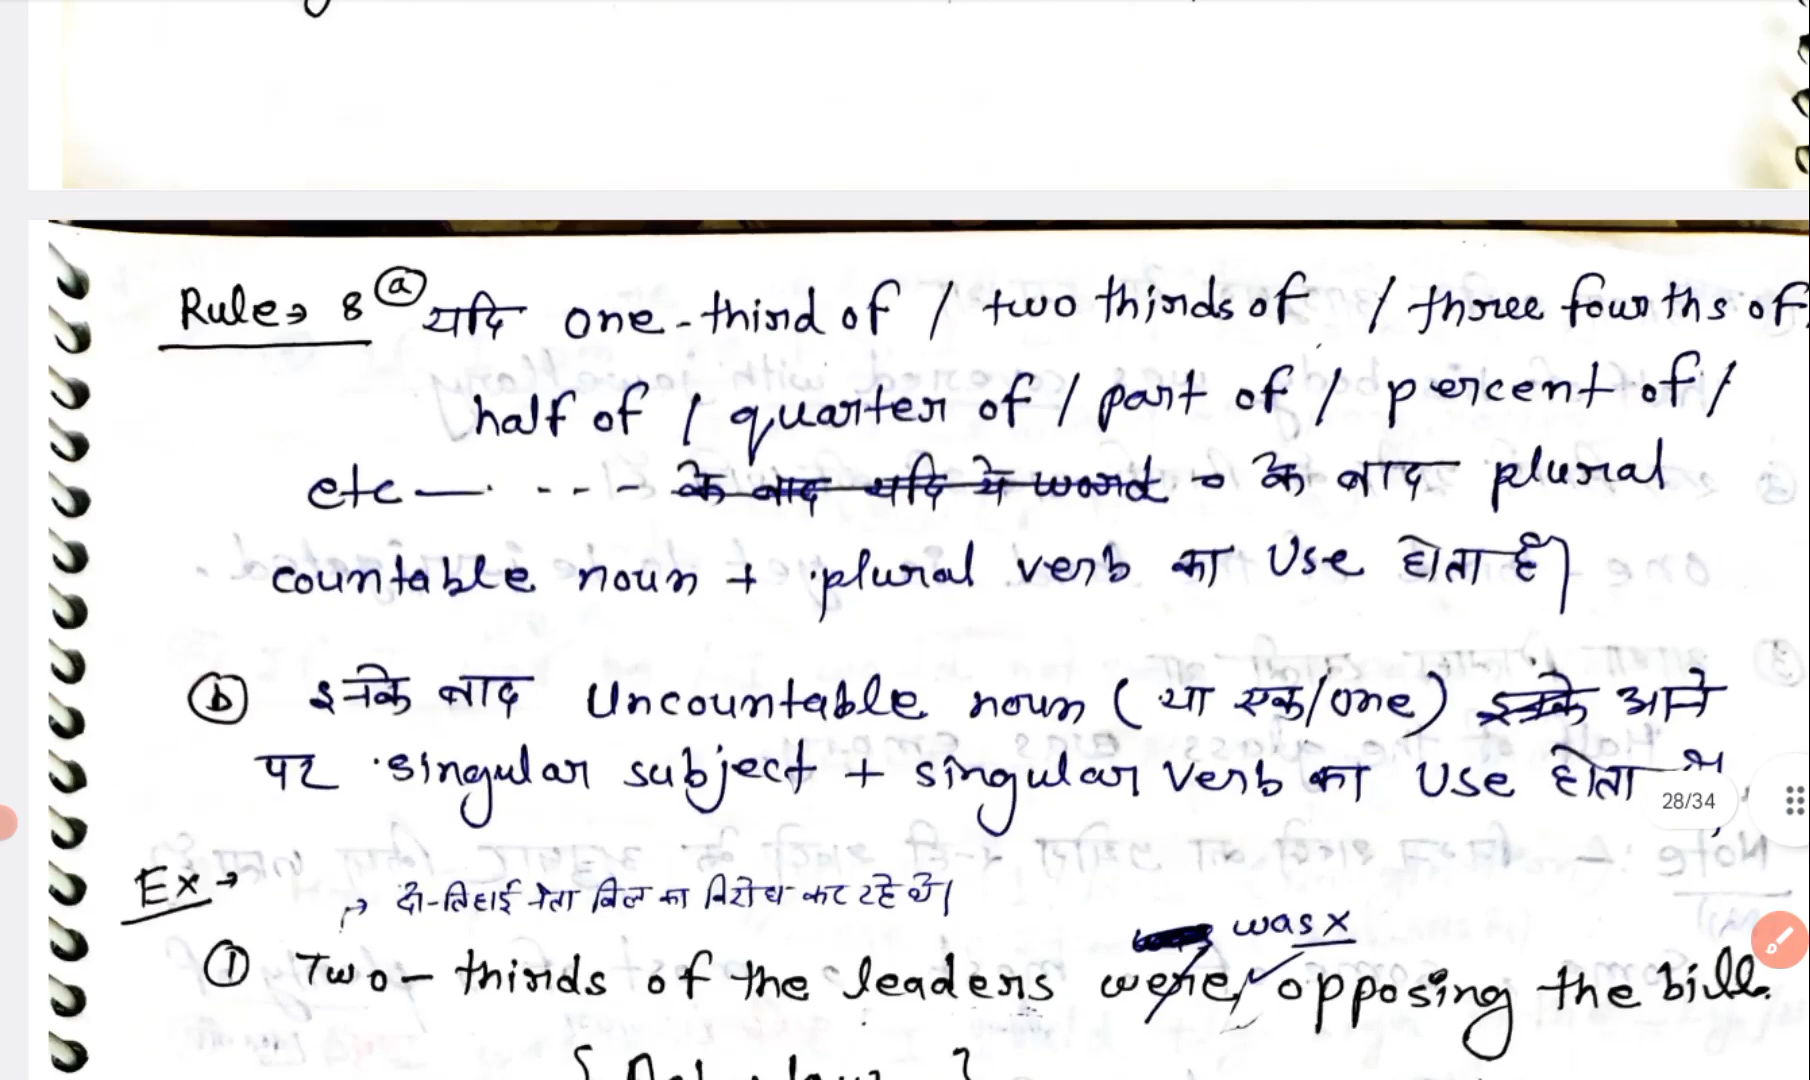 Rule→ 8 (a) यदि one-third of / two thirds of / three fourths of
half of / quarter of / part of / percent of /
etc —. - - - के बाद यदि ये word o के बाद plural
countable noun + plural verb का Use होता है|
(b) इनके बाद Uncountable noun (या एक/one) इनके आने
पर singular subject + singular Verb का Use होता
28/34
Ex →
→ दो-तिहाई नेता बिल का विरोध कर रहे थे|
was x
① Two-thirds of the leaders were ✓ opposing the bill.